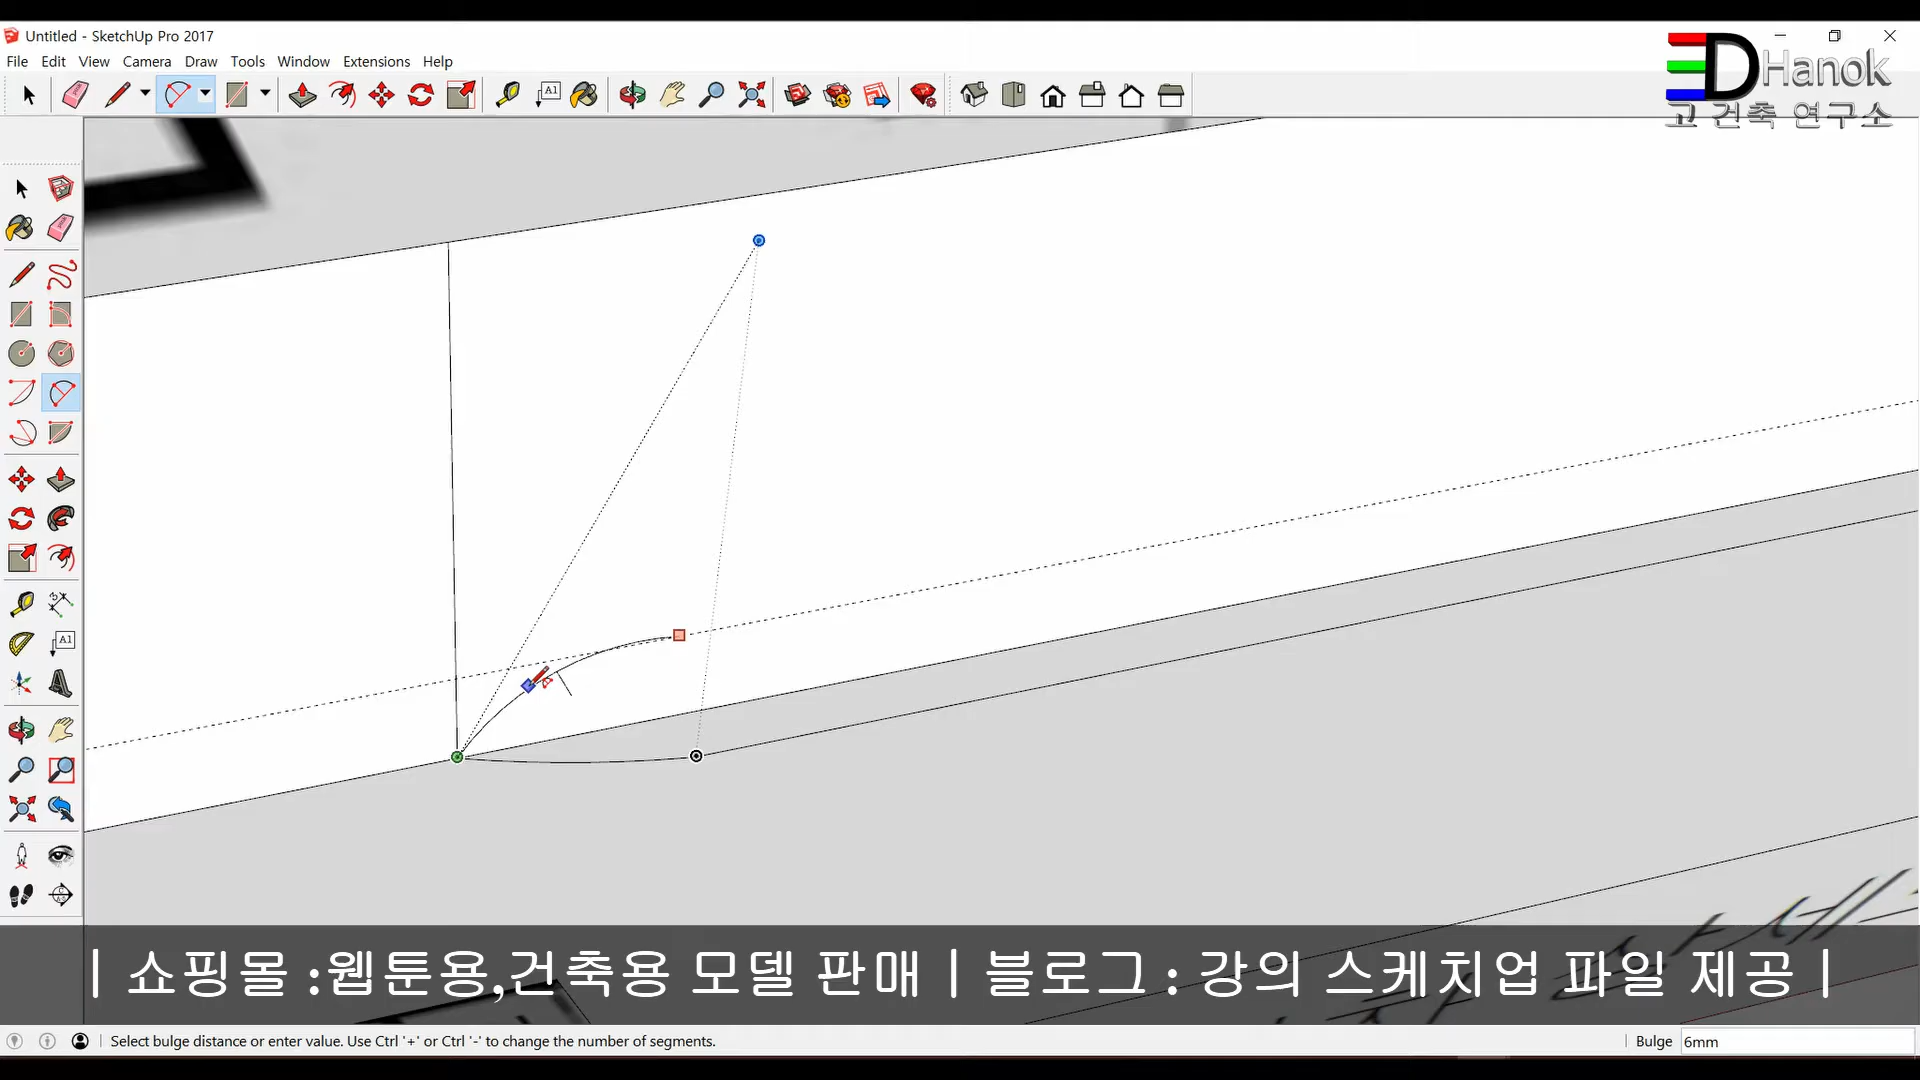 Untitled - SketchUp Pro 2017
File Edit View Camera Draw Tools Window Extensions Help
DHanok
고 건축 연구소
A1
A1
| 쇼핑몰 :웹툰용,건축용 모델 판매 | 블로그 : 강의 스케치업 파일 제공 |
Select bulge distance or enter value. Use Ctrl '+' or Ctrl '-' to change the number of segments.
Bulge 6mm